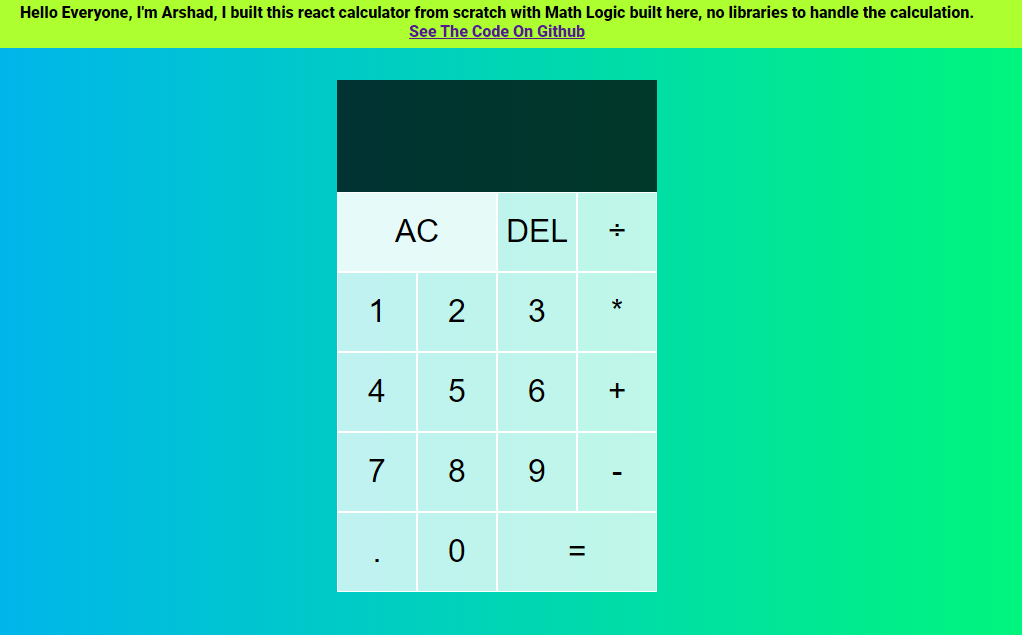 Hello Everyone, I'm Arshad, I built this react calculator from scratch with Math Logic built here, no libraries to handle the calculation.
See The Code On Github
AC DEL ÷
1 2 3 *
4 5 6 +
7 8 9 -
. 0 =